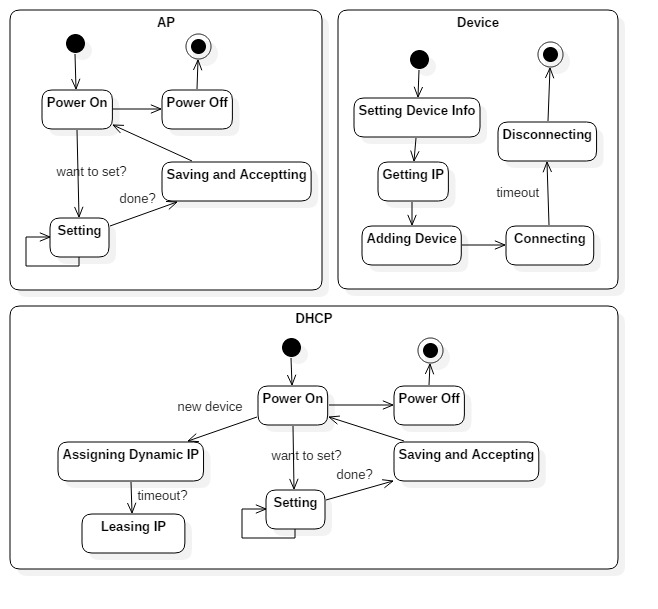 AP
Power On
Power Off
want to set?
Saving and Acceptting
done?
Setting
Device
Setting Device Info
Disconnecting
Getting IP
timeout
Adding Device
Connecting
DHCP
Power On
Power Off
new device
Assigning Dynamic IP
want to set?
Saving and Accepting
done?
timeout?
Setting
Leasing IP